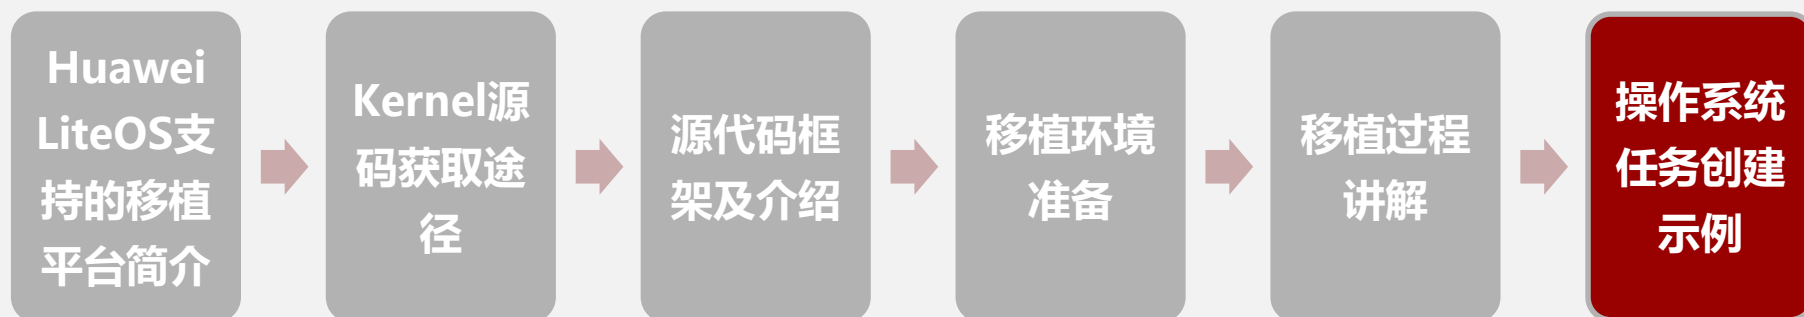 Huawei
LiteOS支
持的移植
平台简介
Kernel源
码获取途
径
源代码框
架及介绍
移植环境
准备
移植过程
讲解
操作系统
任务创建
示例